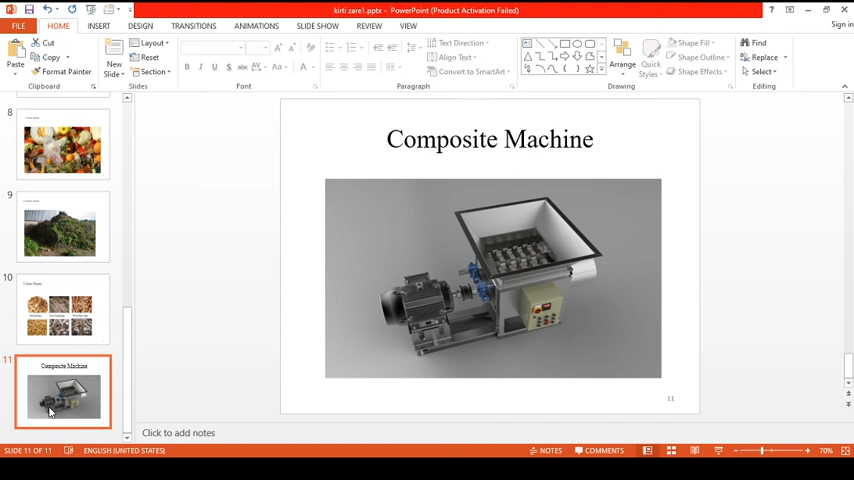 kirti zare1.pptx - PowerPoint (Product Activation Failed)
FILE HOME INSERT DESIGN TRANSITIONS ANIMATIONS SLIDE SHOW REVIEW VIEW
Sign in
Paste
Cut
Copy
Format Painter
Clipboard
New
Slide
Layout
Reset
Section
Slides
B I U S abc AV Aa A
Font
Text Direction
Align Text
Convert to SmartArt
Paragraph
Arrange
Quick
Styles
Shape Fill
Shape Outline
Shape Effects
Drawing
Find
Replace
Select
Editing
8
9
10
11
Composite Machine
Composite Machine
11
Click to add notes
SLIDE 11 OF 11
ENGLISH (UNITED STATES)
NOTES
COMMENTS
70%